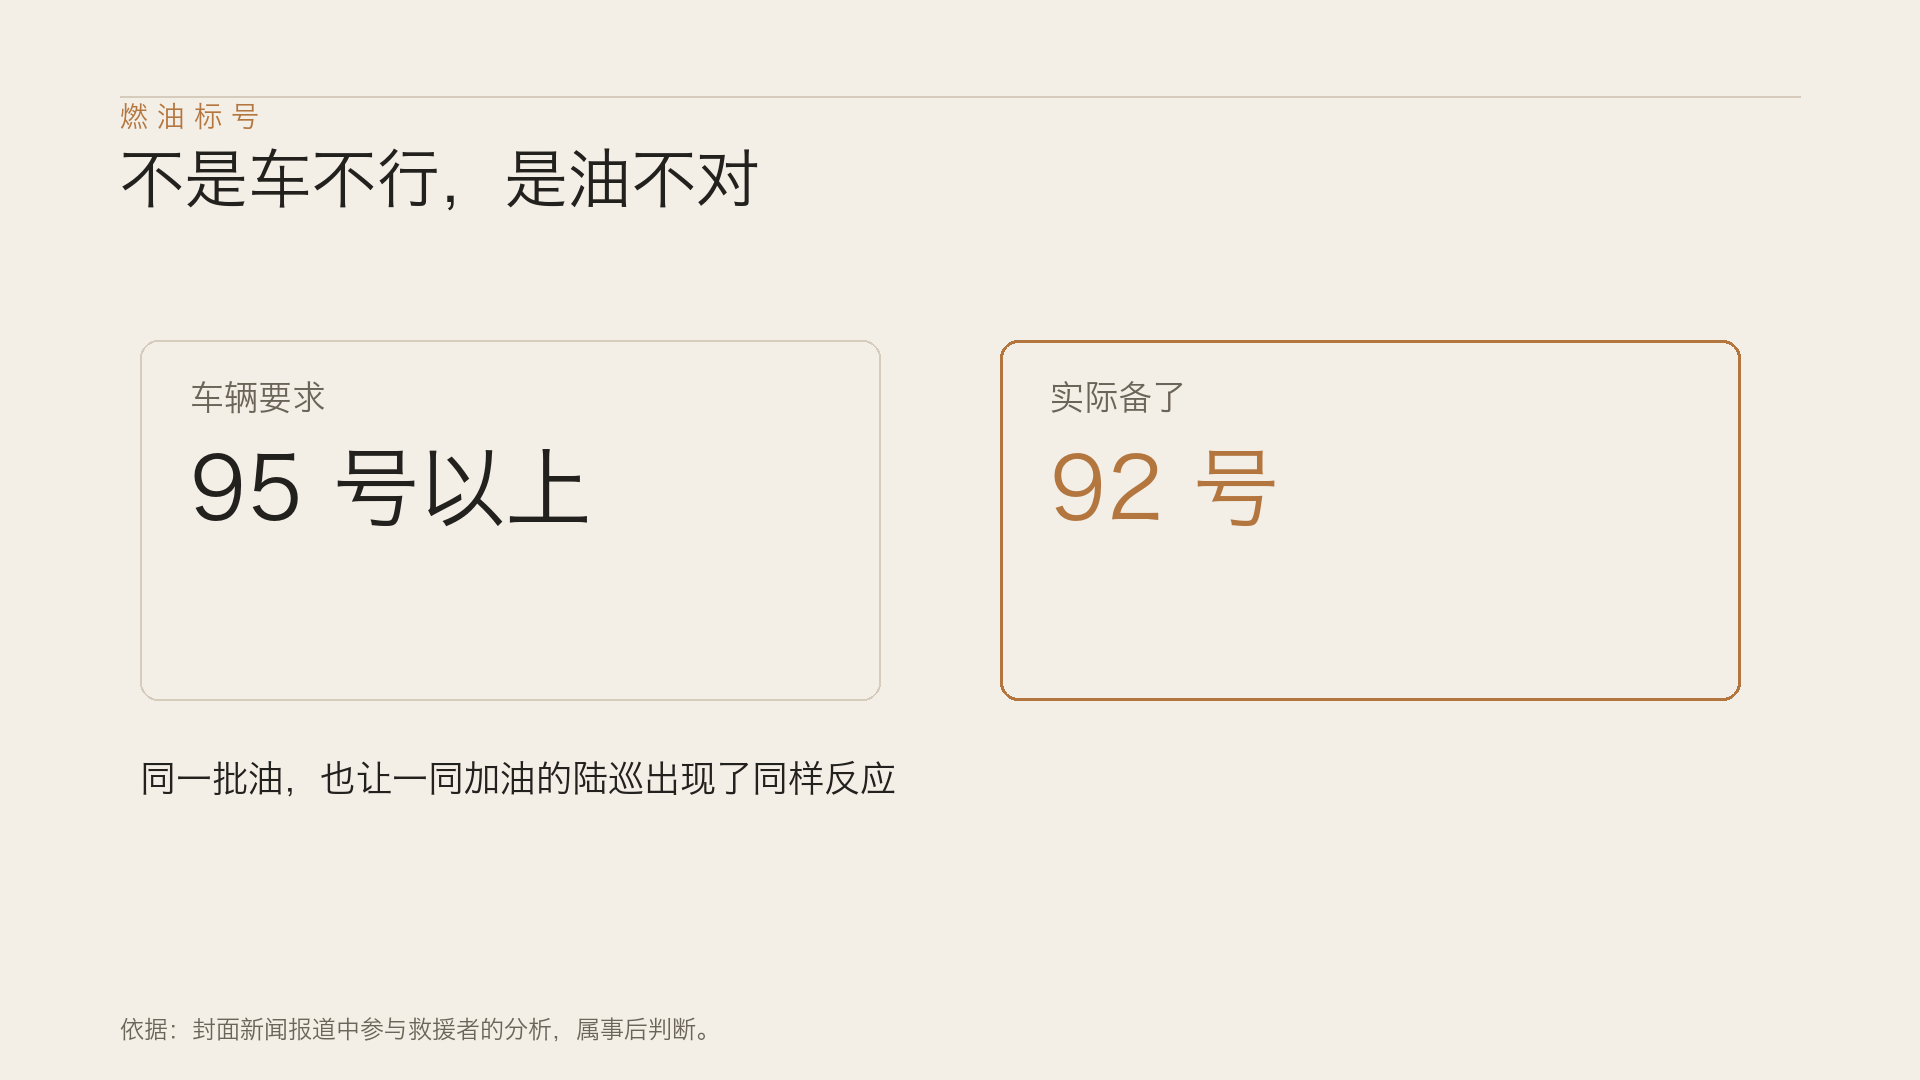 燃油标号
不是车不行，是油不对
车辆要求
95 号以上
实际备了
92 号
同一批油，也让一同加油的陆巡出现了同样反应
依据：封面新闻报道中参与救援者的分析，属事后判断。